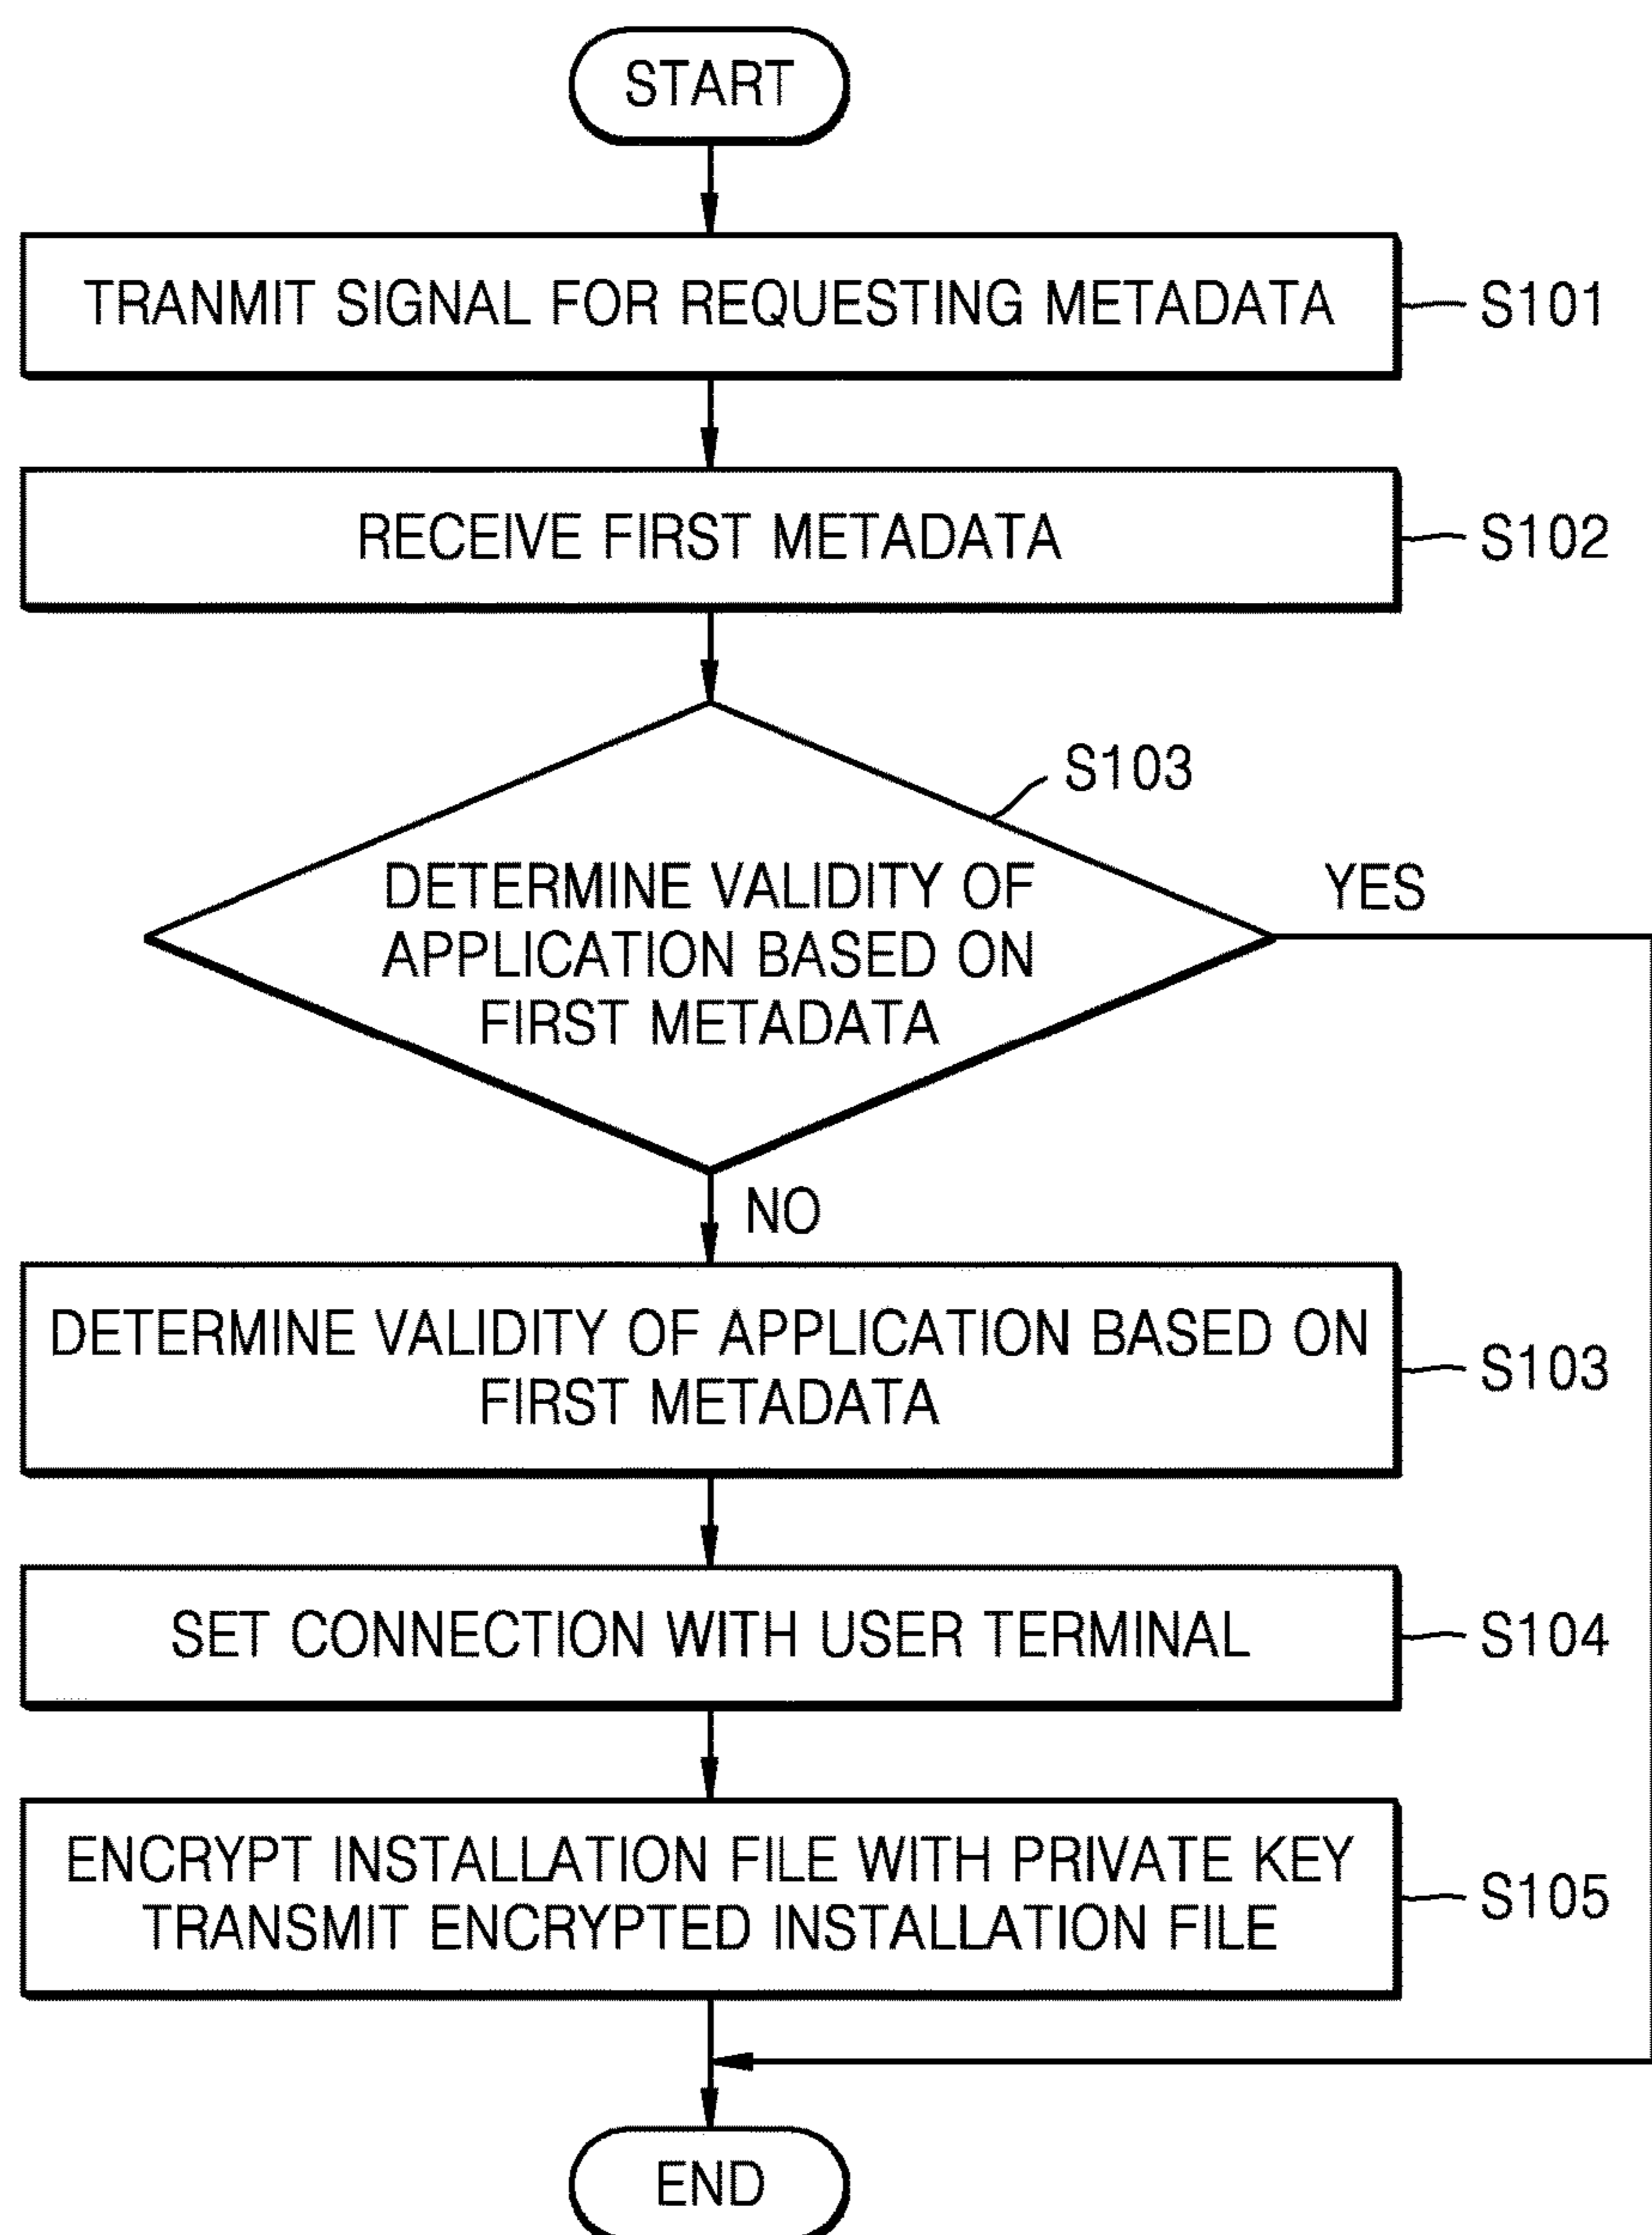 START
TRANMIT SIGNAL FOR REQUESTING METADATA
S101
RECEIVE FIRST METADATA
S102
S103
DETERMINE VALIDITY OF
APPLICATION BASED ON
FIRST METADATA
YES
NO
DETERMINE VALIDITY OF APPLICATION BASED ON
FIRST METADATA
S103
SET CONNECTION WITH USER TERMINAL
S104
ENCRYPT INSTALLATION FILE WITH PRIVATE KEY
TRANSMIT ENCRYPTED INSTALLATION FILE
S105
END